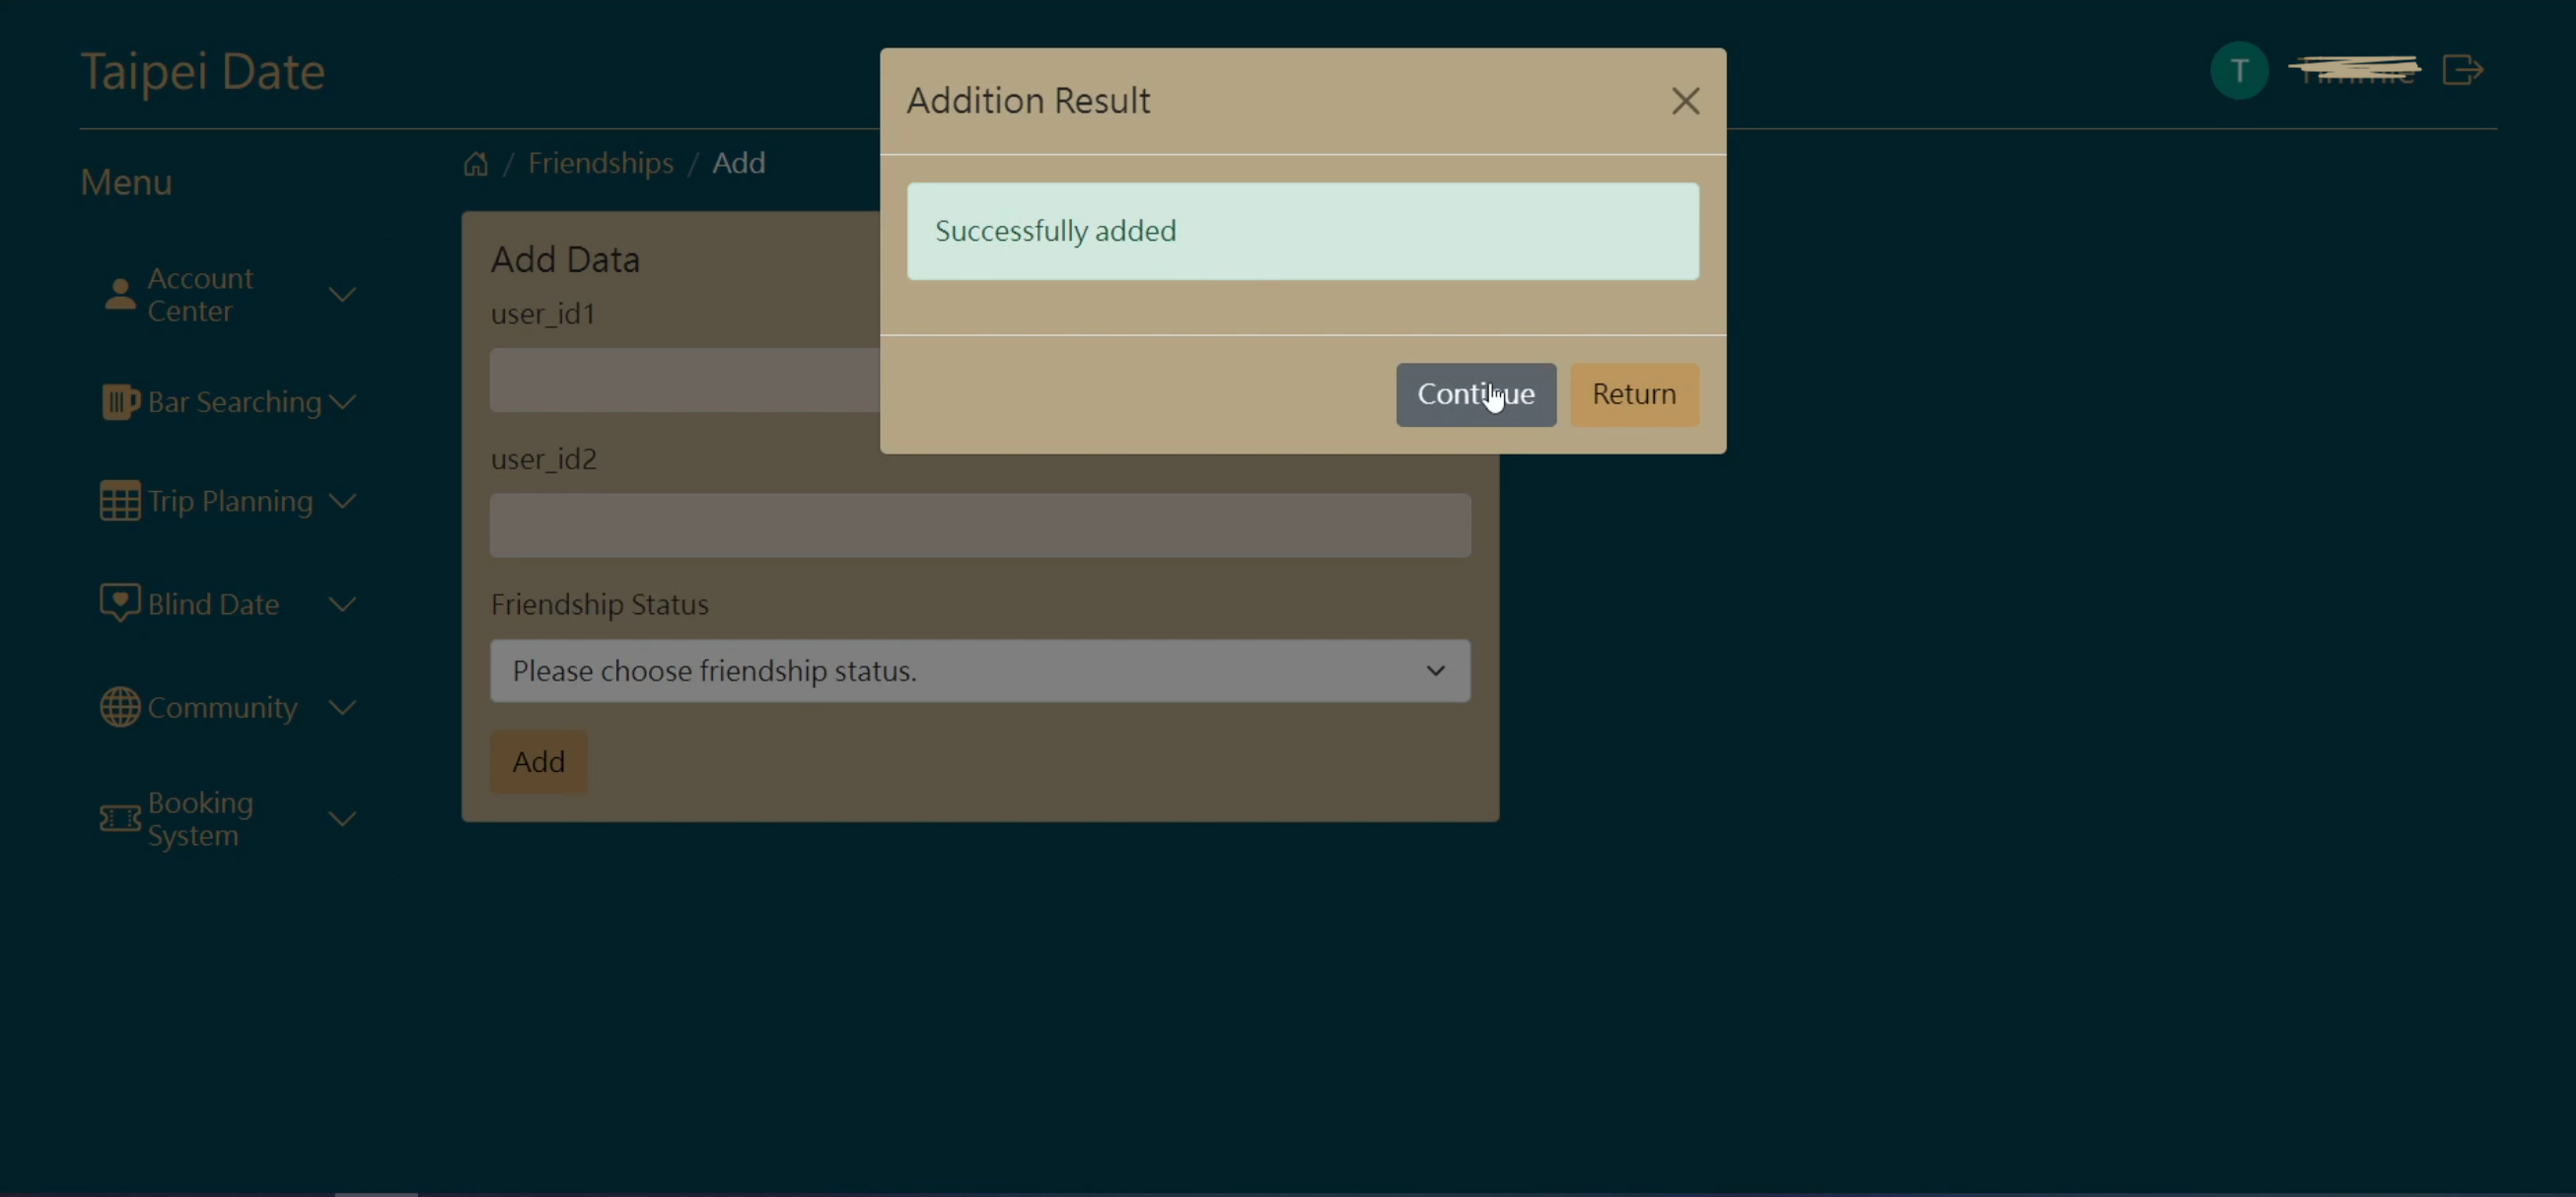 Taipei Date
T
Menu
Account
Center
Bar Searching
Trip Planning
Blind Date
Community
Booking
System
/ Friendships / Add
Add Data
user_id1
user_id2
Friendship Status
Please choose friendship status.
Add
Addition Result
Successfully added
Continue
Return